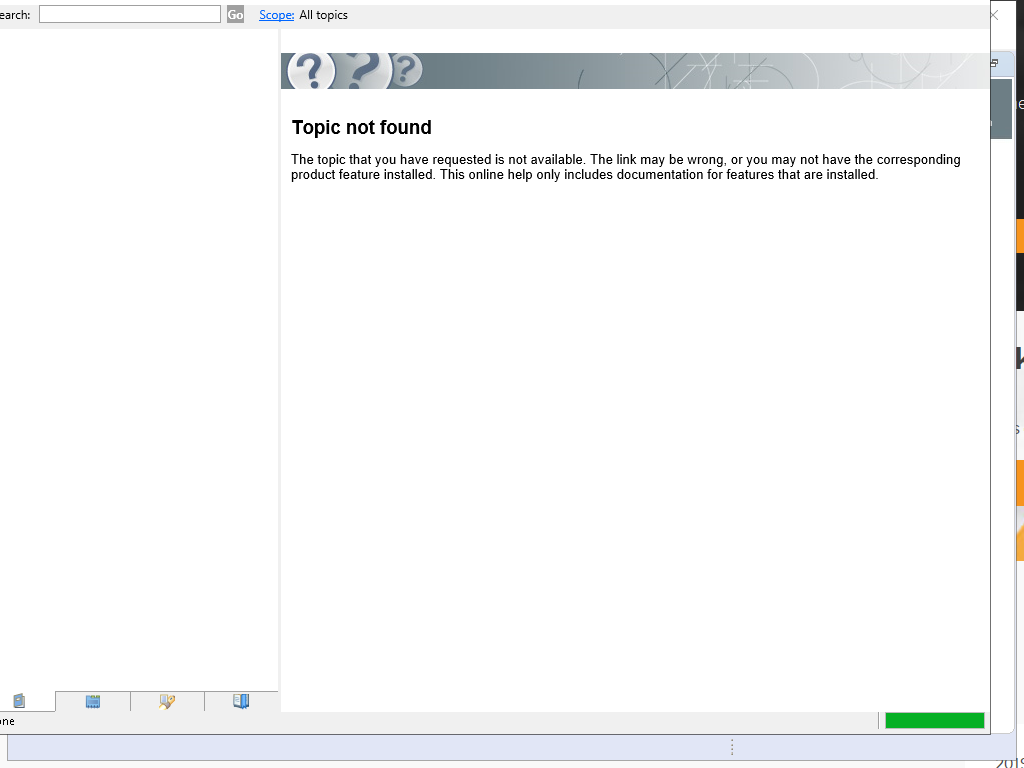 earch:
Go
Scope: All topics
Topic not found
The topic that you have requested is not available. The link may be wrong, or you may not have the corresponding
product feature installed. This online help only includes documentation for features that are installed.
one
2019